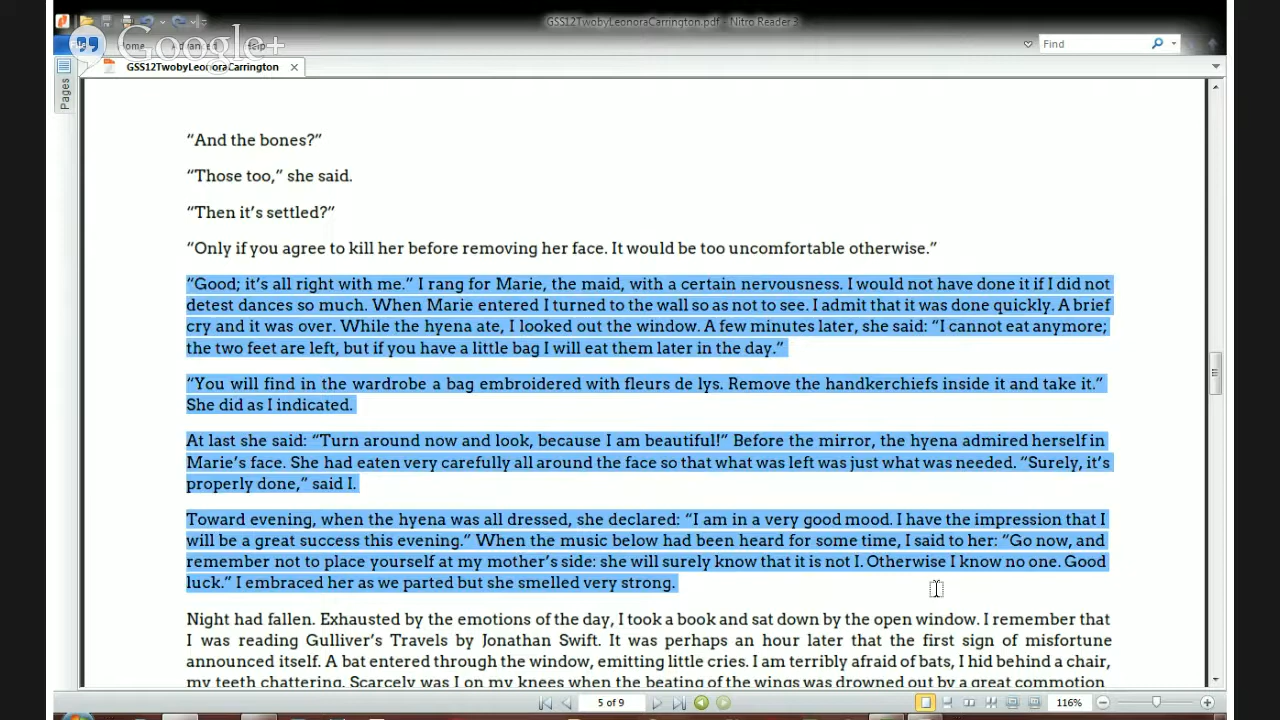 GSS12TwobyLeonoraCarrington.pdf - Nitro Reader 3
File Home Advanced Help
Google+
Find
GSS12TwobyLeonoraCarrington
Pages
“And the bones?”
“Those too,” she said.
“Then it’s settled?”
“Only if you agree to kill her before removing her face. It would be too uncomfortable otherwise.”
“Good; it’s all right with me.” I rang for Marie, the maid, with a certain nervousness. I would not have done it if I did not
detest dances so much. When Marie entered I turned to the wall so as not to see. I admit that it was done quickly. A brief
cry and it was over. While the hyena ate, I looked out the window. A few minutes later, she said: “I cannot eat anymore;
the two feet are left, but if you have a little bag I will eat them later in the day.”
“You will find in the wardrobe a bag embroidered with fleurs de lys. Remove the handkerchiefs inside it and take it.”
She did as I indicated.
At last she said: “Turn around now and look, because I am beautiful!” Before the mirror, the hyena admired herself in
Marie’s face. She had eaten very carefully all around the face so that what was left was just what was needed. “Surely, it’s
properly done,” said I.
Toward evening, when the hyena was all dressed, she declared: “I am in a very good mood. I have the impression that I
will be a great success this evening.” When the music below had been heard for some time, I said to her: “Go now, and
remember not to place yourself at my mother’s side: she will surely know that it is not I. Otherwise I know no one. Good
luck.” I embraced her as we parted but she smelled very strong.
Night had fallen. Exhausted by the emotions of the day, I took a book and sat down by the open window. I remember that
I was reading Gulliver’s Travels by Jonathan Swift. It was perhaps an hour later that the first sign of misfortune
announced itself. A bat entered through the window, emitting little cries. I am terribly afraid of bats, I hid behind a chair,
my teeth chattering. Scarcely was I on my knees when the beating of the wings was drowned out by a great commotion
5 of 9
116%